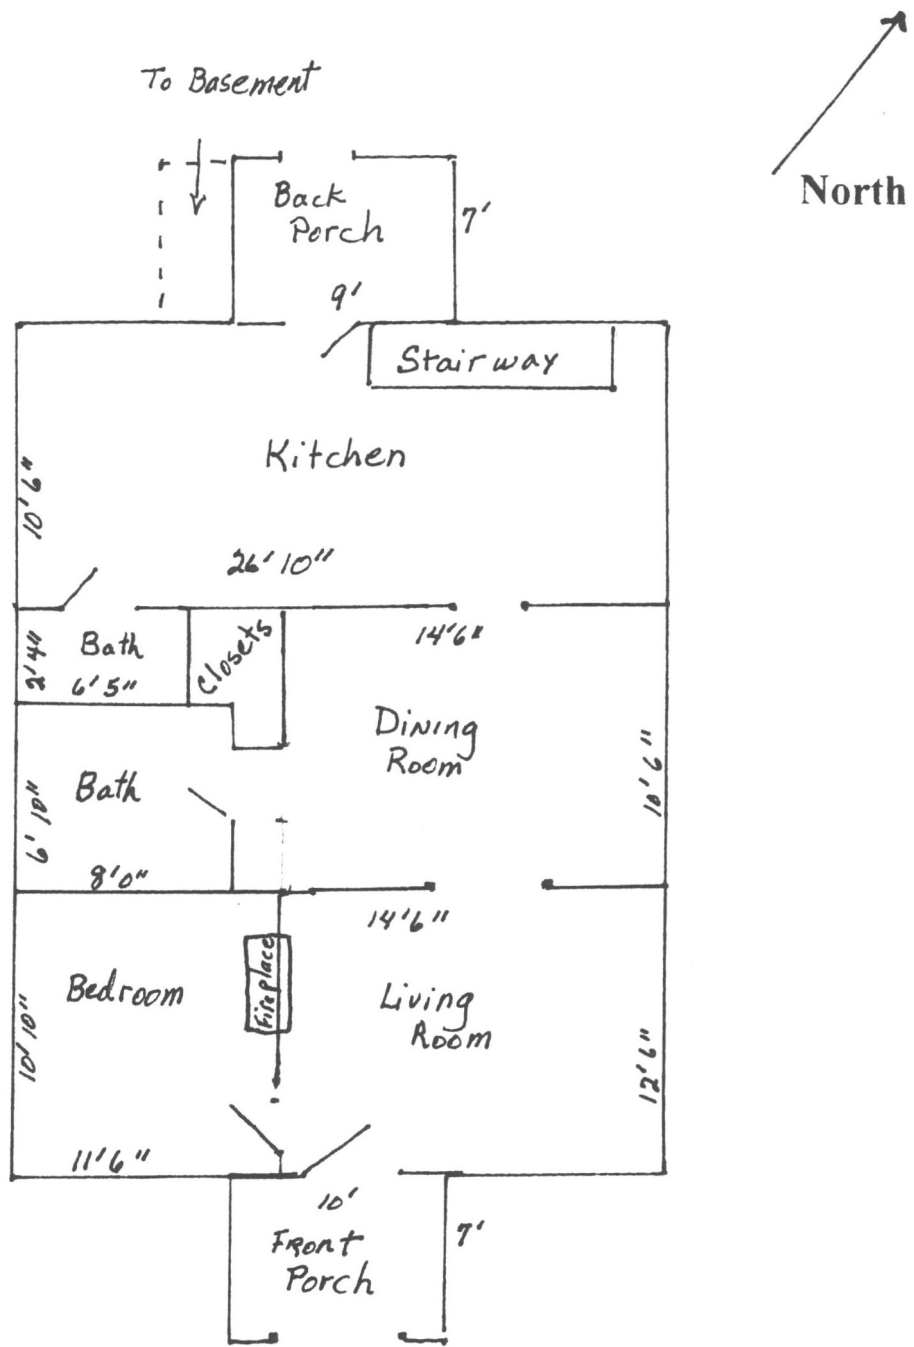 To Basement
North
Back
Porch
7'
9'
Stairway
Kitchen
10' 6"
26' 10"
14'6"
Bath
2'4"
6' 5"
Closets
Dining
Room
10' 6"
Bath
6' 10"
8'0"
14'6"
Bedroom
Fireplace
Living
Room
10' 10"
12'6"
11'6"
10'
Front
Porch
7'